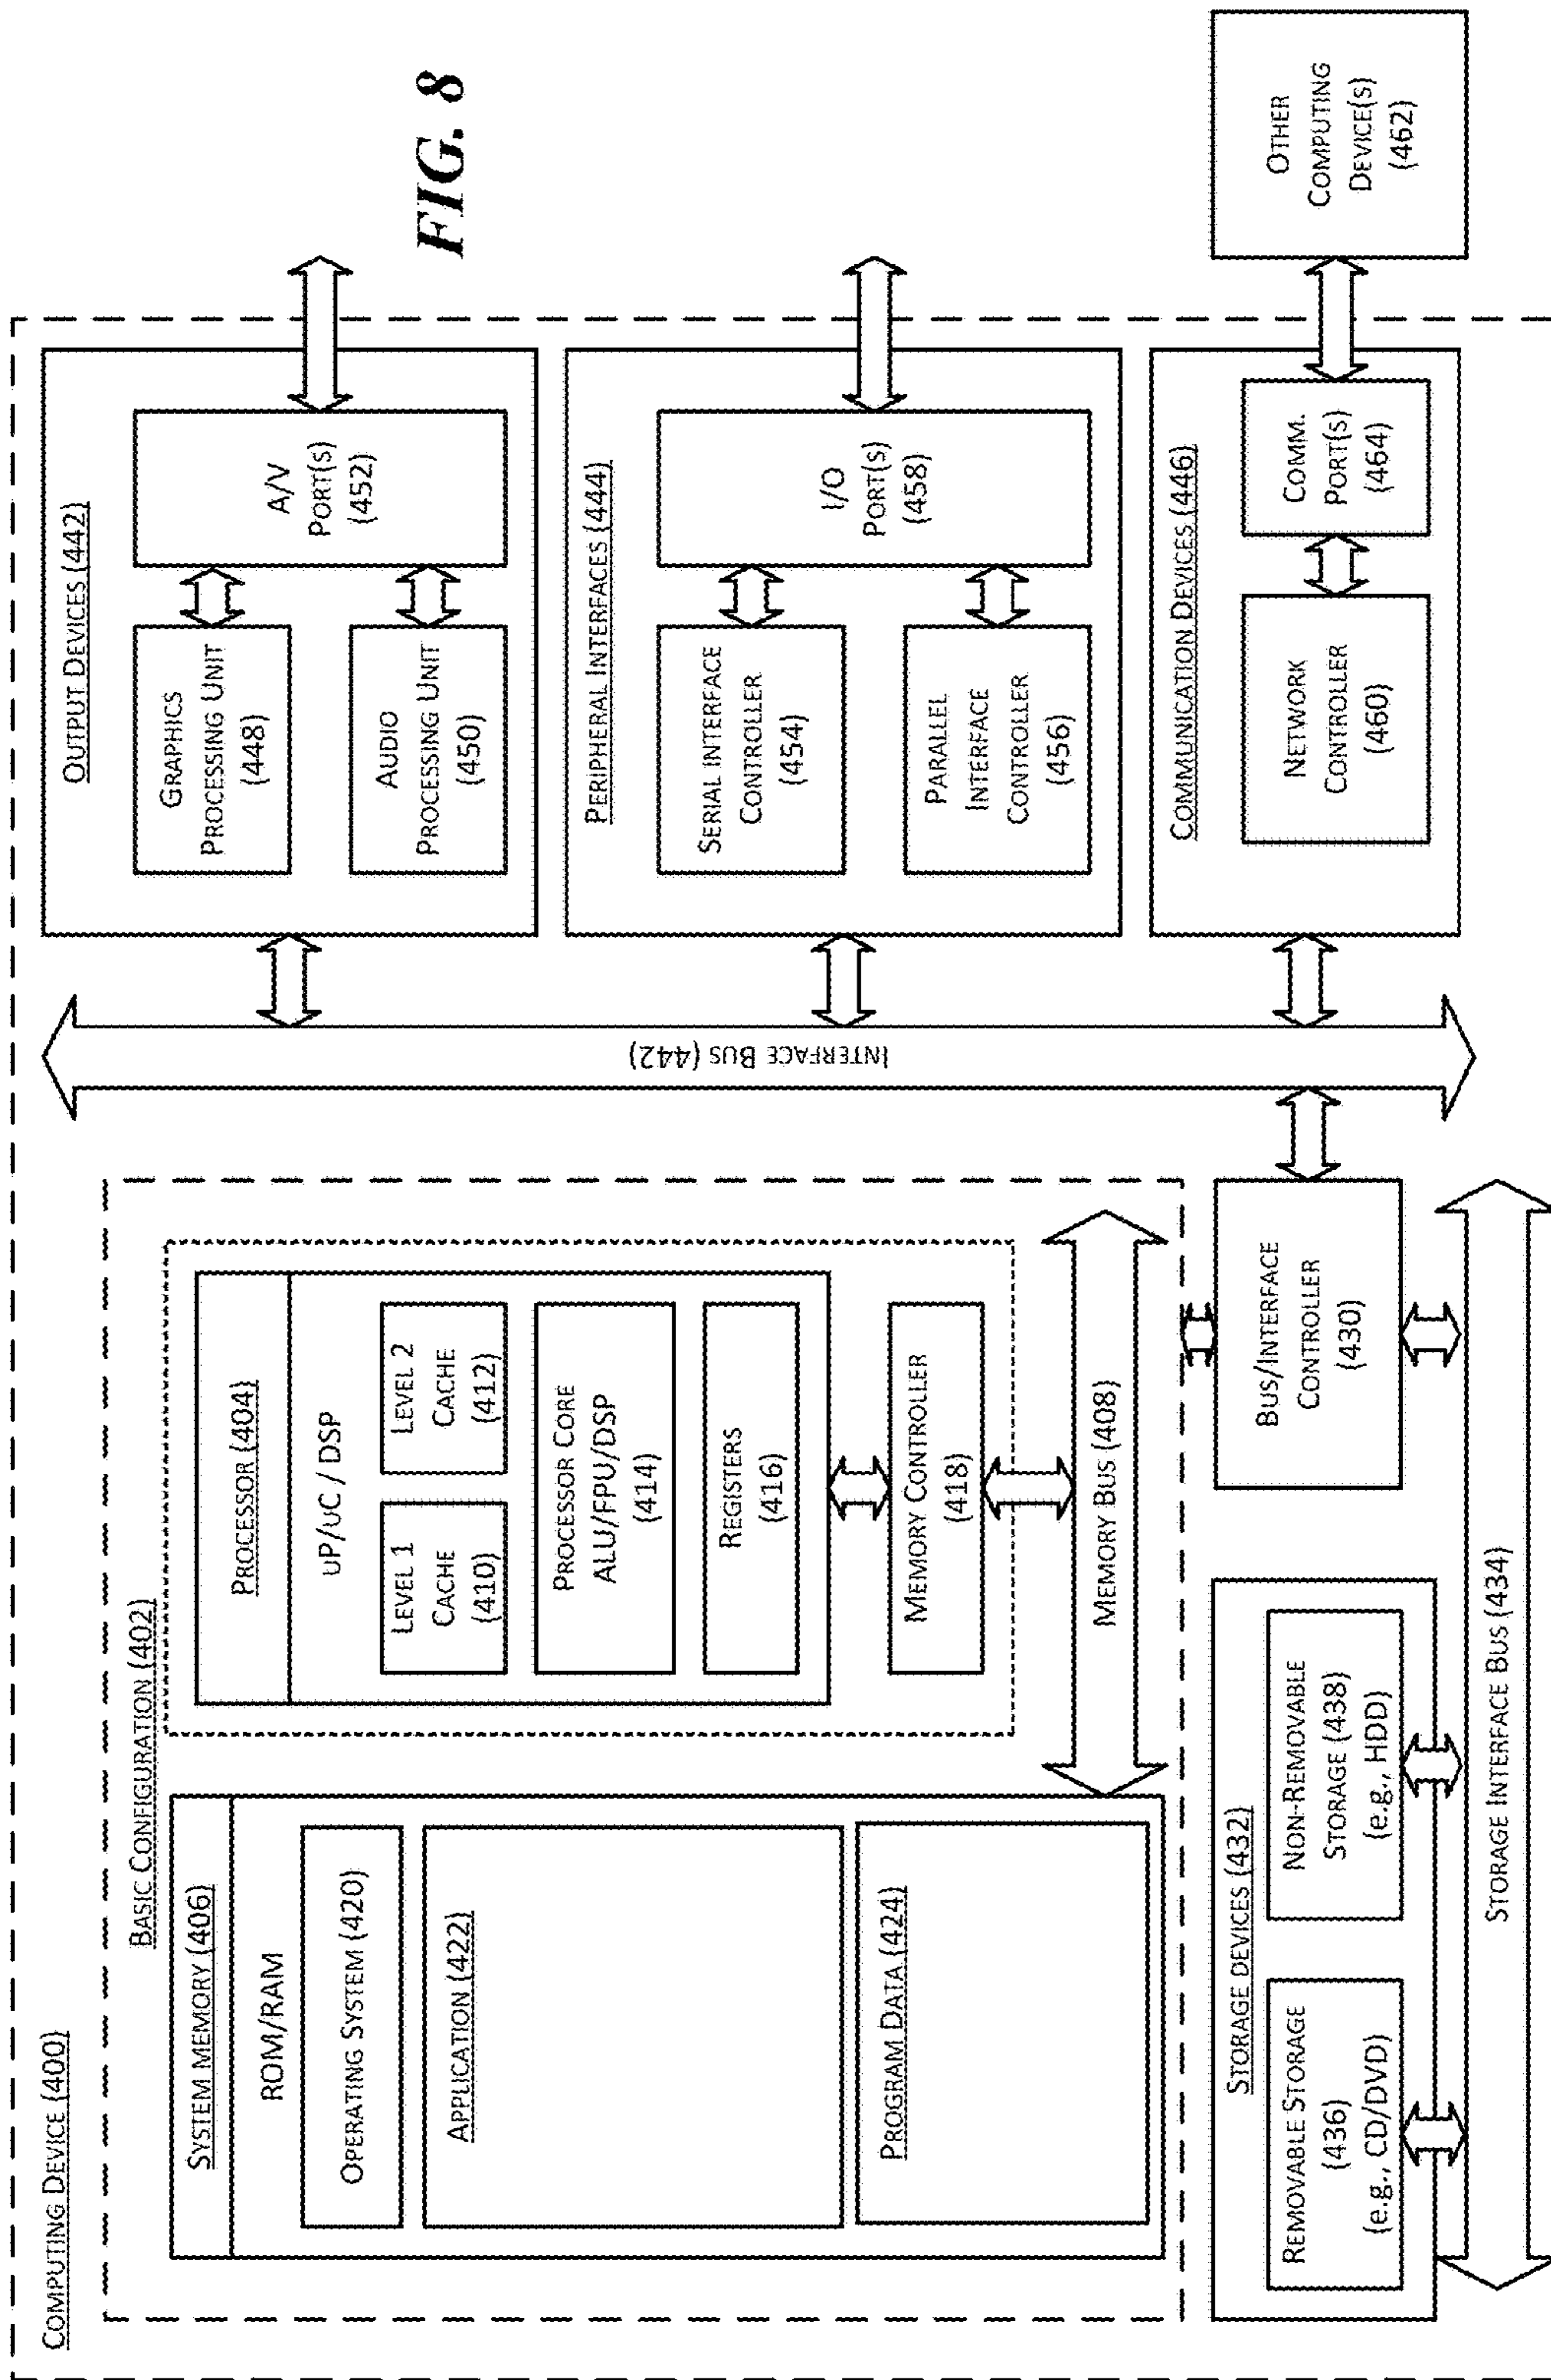 COMPUTING DEVICE (400)
BASIC CONFIGURATION (402)
SYSTEM MEMORY (406)
ROM/RAM
OPERATING SYSTEM (420)
APPLICATION (422)
PROGRAM DATA (424)
PROCESSOR (404)
uP/uC / DSP
LEVEL 1
CACHE
(410)
LEVEL 2
CACHE
(412)
PROCESSOR CORE
ALU/FPU/DSP
(414)
REGISTERS
(416)
MEMORY CONTROLLER
(418)
MEMORY BUS (408)
STORAGE DEVICES (432)
REMOVABLE STORAGE
(436)
(e.g., CD/DVD)
NON-REMOVABLE
STORAGE (438)
(e.g., HDD)
BUS/INTERFACE
CONTROLLER
(430)
STORAGE INTERFACE BUS (434)
INTERFACE BUS (442)
OUTPUT DEVICES (442)
GRAPHICS
PROCESSING UNIT
(448)
AUDIO
PROCESSING UNIT
(450)
A/V
PORT(S)
(452)
PERIPHERAL INTERFACES (444)
SERIAL INTERFACE
CONTROLLER
(454)
PARALLEL
INTERFACE
CONTROLLER
(456)
I/O
PORT(S)
(458)
COMMUNICATION DEVICES (446)
NETWORK
CONTROLLER
(460)
COMM.
PORT(S)
(464)
OTHER
COMPUTING
DEVICE(S)
(462)
FIG. 8